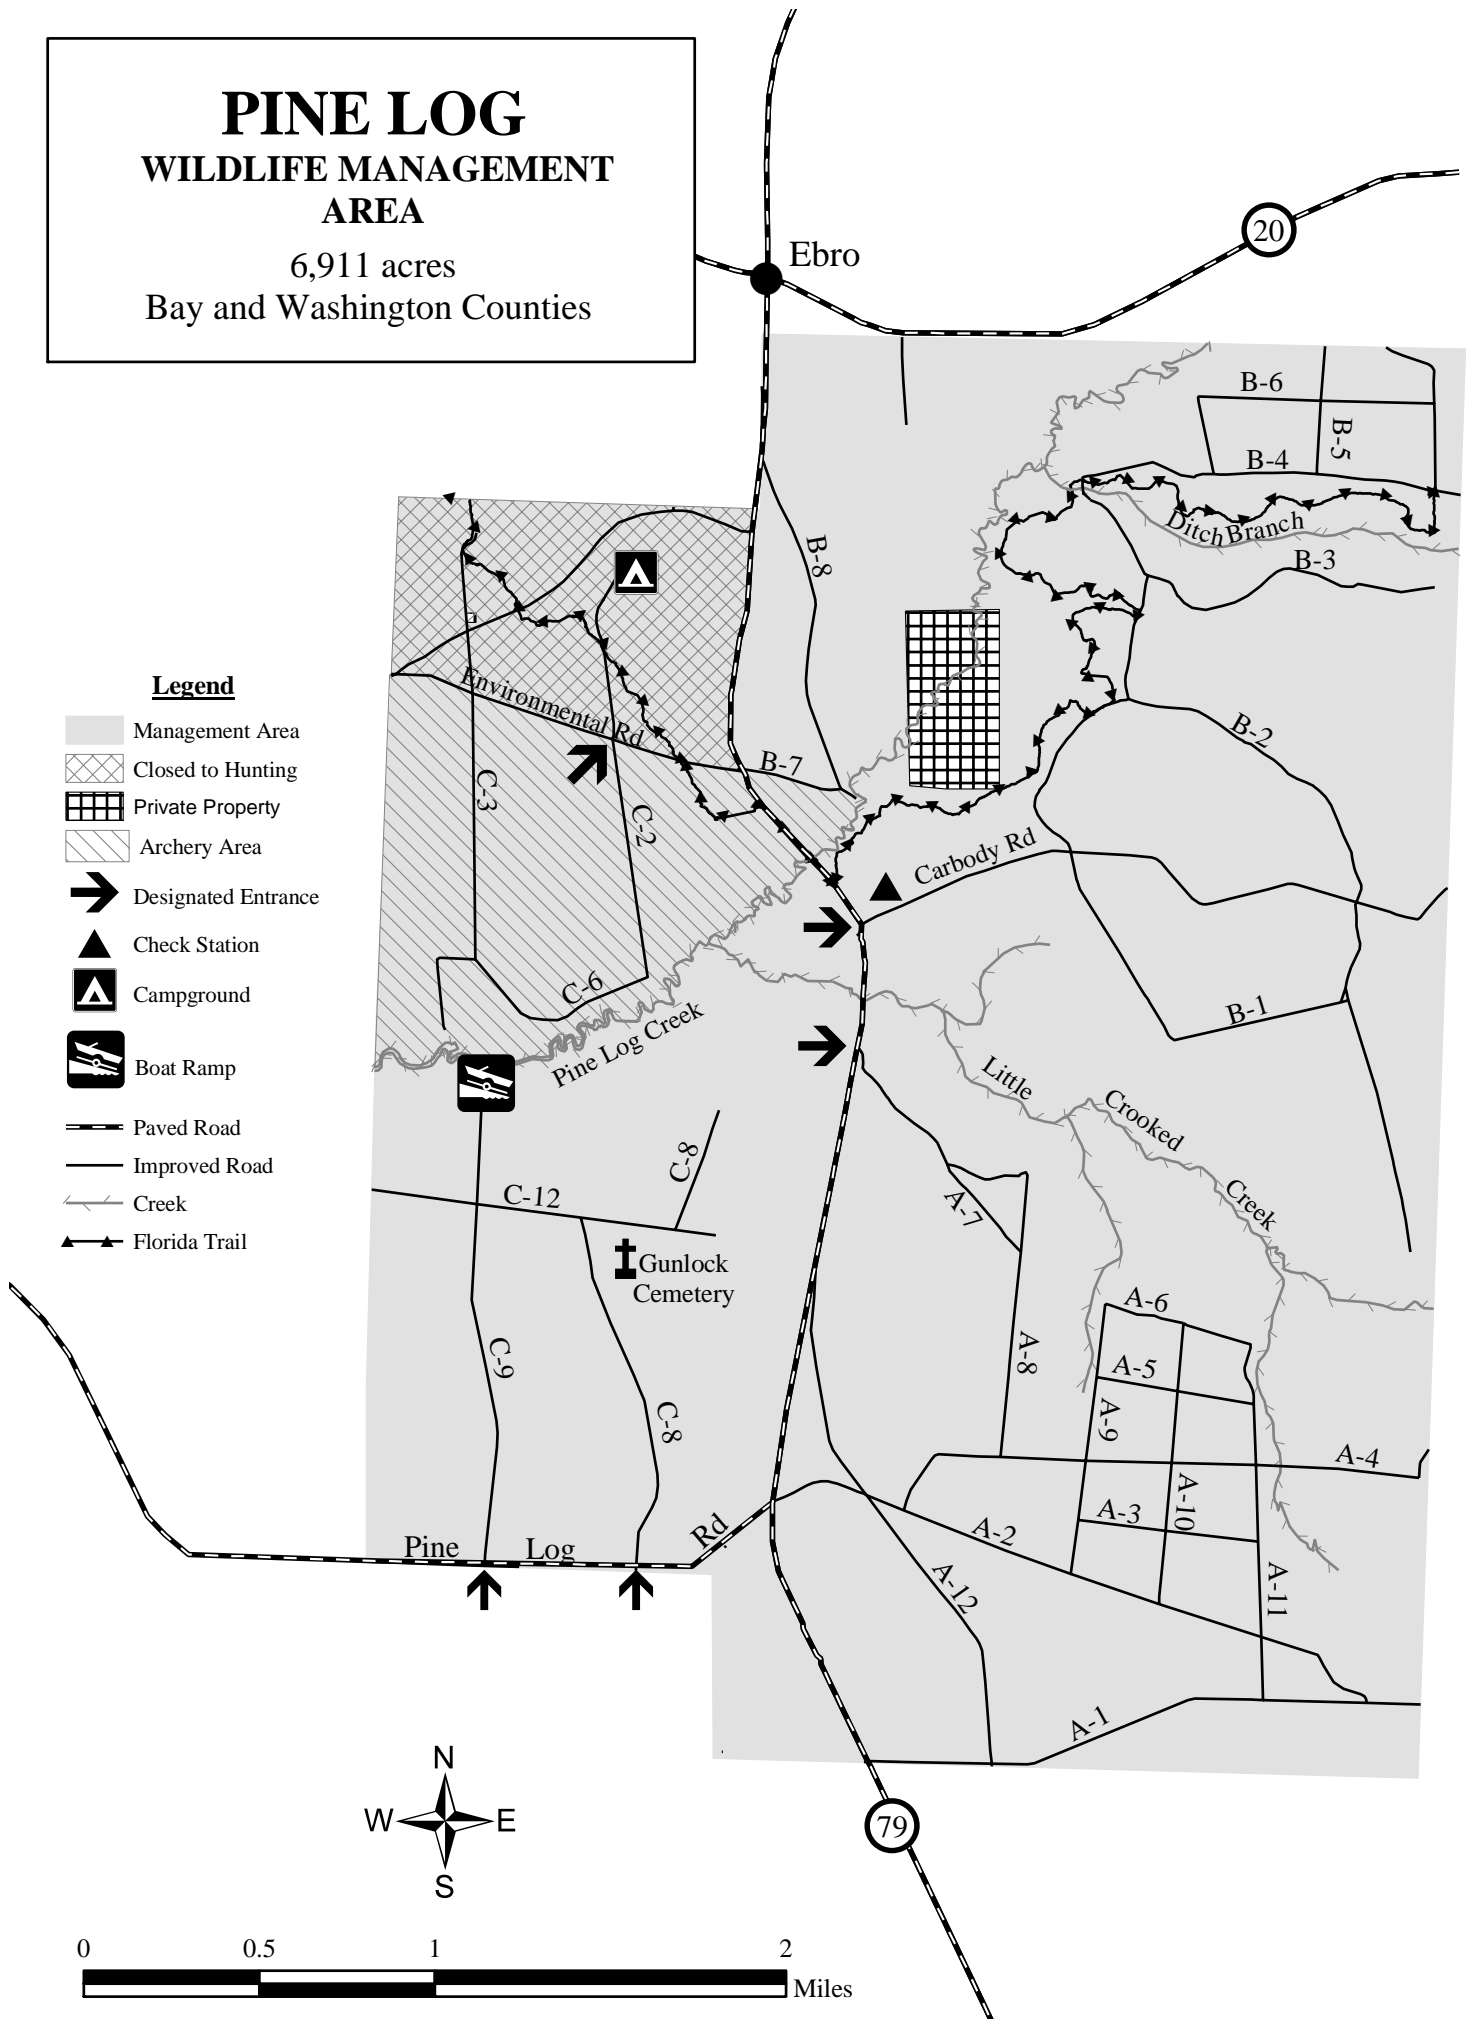 PINE LOG
WILDLIFE MANAGEMENT
AREA
6,911 acres
Bay and Washington Counties
Ebro
20
B-6
B-5
B-4
Ditch Branch
B-3
B-8
Environmental Rd
B-7
B-2
C-3
C-2
Carbody Rd
C-6
Pine Log Creek
B-1
Little
Crooked
Creek
C-8
C-12
A-7
Gunlock
Cemetery
A-6
A-8
A-5
C-9
C-8
A-9
A-4
A-10
A-3
A-2
Pine Log Rd
A-12
A-11
A-1
79
Legend
Management Area
Closed to Hunting
Private Property
Archery Area
Designated Entrance
Check Station
Campground
Boat Ramp
Paved Road
Improved Road
Creek
Florida Trail
N
W E
S
0 0.5 1 2
Miles